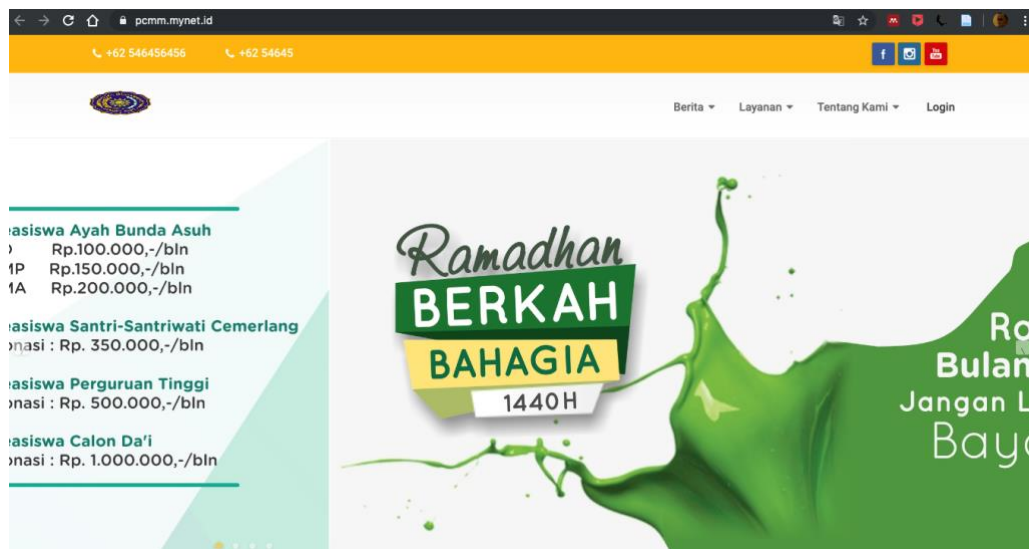 pcmm.mynet.id
+62 546456456 +62 54645
Berita Layanan Tentang Kami Login
easiswa Ayah Bunda Asuh
Rp.100.000,-/bln
MP Rp.150.000,-/bln
MA Rp.200.000,-/bln
easiswa Santri-Santriwati Cemerlang
onasi : Rp. 350.000,-/bln
easiswa Perguruan Tinggi
onasi : Rp. 500.000,-/bln
easiswa Calon Da'i
onasi : Rp. 1.000.000,-/bln
Ramadhan
BERKAH
BAHAGIA
1440 H
Ra
Bulan
Jangan L
Baya